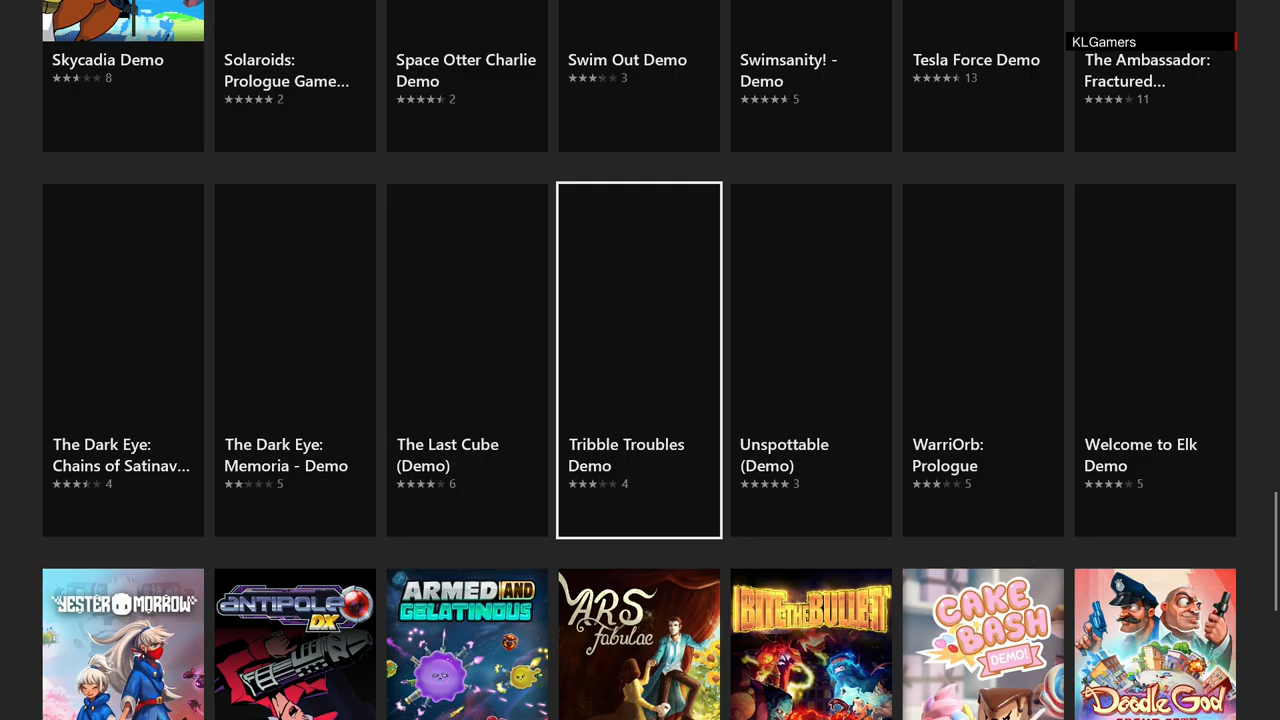 KLGamers
Skycadia Demo
8
Solaroids:
Prologue Game...
2
Space Otter Charlie
Demo
2
Swim Out Demo
3
Swimsanity! -
Demo
5
Tesla Force Demo
13
The Ambassador:
Fractured...
11
The Dark Eye:
Chains of Satinav...
4
The Dark Eye:
Memoria - Demo
5
The Last Cube
(Demo)
6
Tribble Troubles
Demo
4
Unspottable
(Demo)
3
WarriOrb:
Prologue
5
Welcome to Elk
Demo
5
YESTERMORROW
ANTIPOLE
DX
ARMED AND
GELATINOUS
ARS
fabulae
BITE THE BULLET
CAKE
BASH
DEMO!
Doodle God